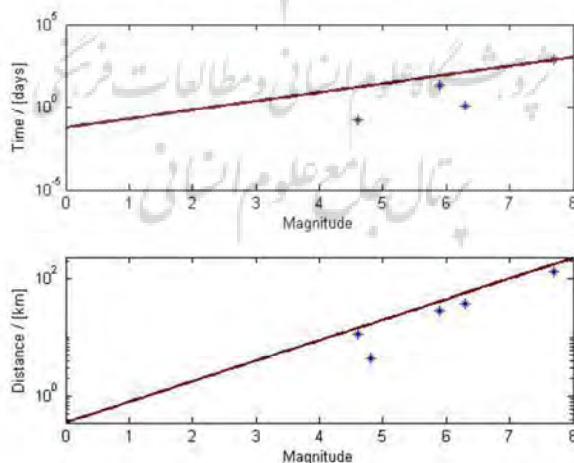 10^5
10^0
10^-5
Time / [days]
0 1 2 3 4 5 6 7 8
Magnitude
پژوهشگاه علوم انسانی و مطالعات فرهنگی
پرتال جامع علوم انسانی
10^2
10^0
Distance / [km]
0 1 2 3 4 5 6 7 8
Magnitude